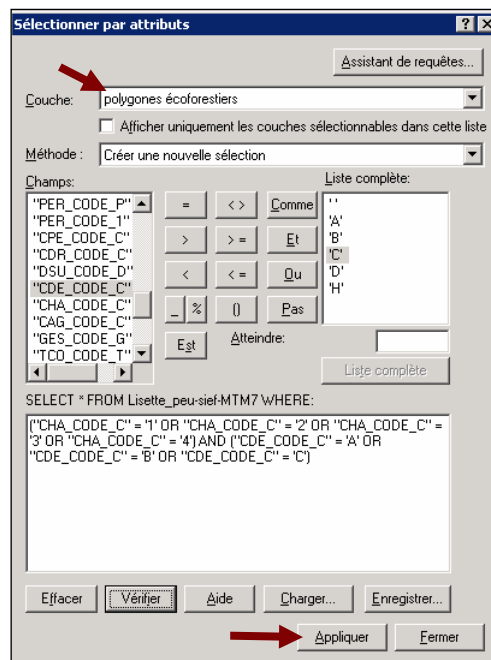 Sélectionner par attributs
Assistant de requêtes...
Couche: polygones écoforestiers
Afficher uniquement les couches sélectionnables dans cette liste
Méthode : Créer une nouvelle sélection
Champs:
Liste complète:
"PER_CODE_P"
"PER_CODE_1"
"CPE_CODE_C"
"CDR_CODE_C"
"DSU_CODE_D"
"CDE_CODE_C"
"CHA_CODE_C"
"CAG_CODE_C"
"GES_CODE_G"
"TCO_CODE_T"
= < > Comme
> > = Et
< < = Ou
_ % () Pas
Est
' '
'A'
'B'
'C'
'D'
'H'
Atteindre:
Liste complète
SELECT * FROM Lisette_peu-sief-MTM7 WHERE:
("CHA_CODE_C" = '1' OR "CHA_CODE_C" = '2' OR "CHA_CODE_C" =
'3' OR "CHA_CODE_C" = '4') AND ("CDE_CODE_C" = 'A' OR
"CDE_CODE_C" = 'B' OR "CDE_CODE_C" = 'C')
Effacer Vérifier Aide Charger... Enregistrer...
Appliquer Fermer